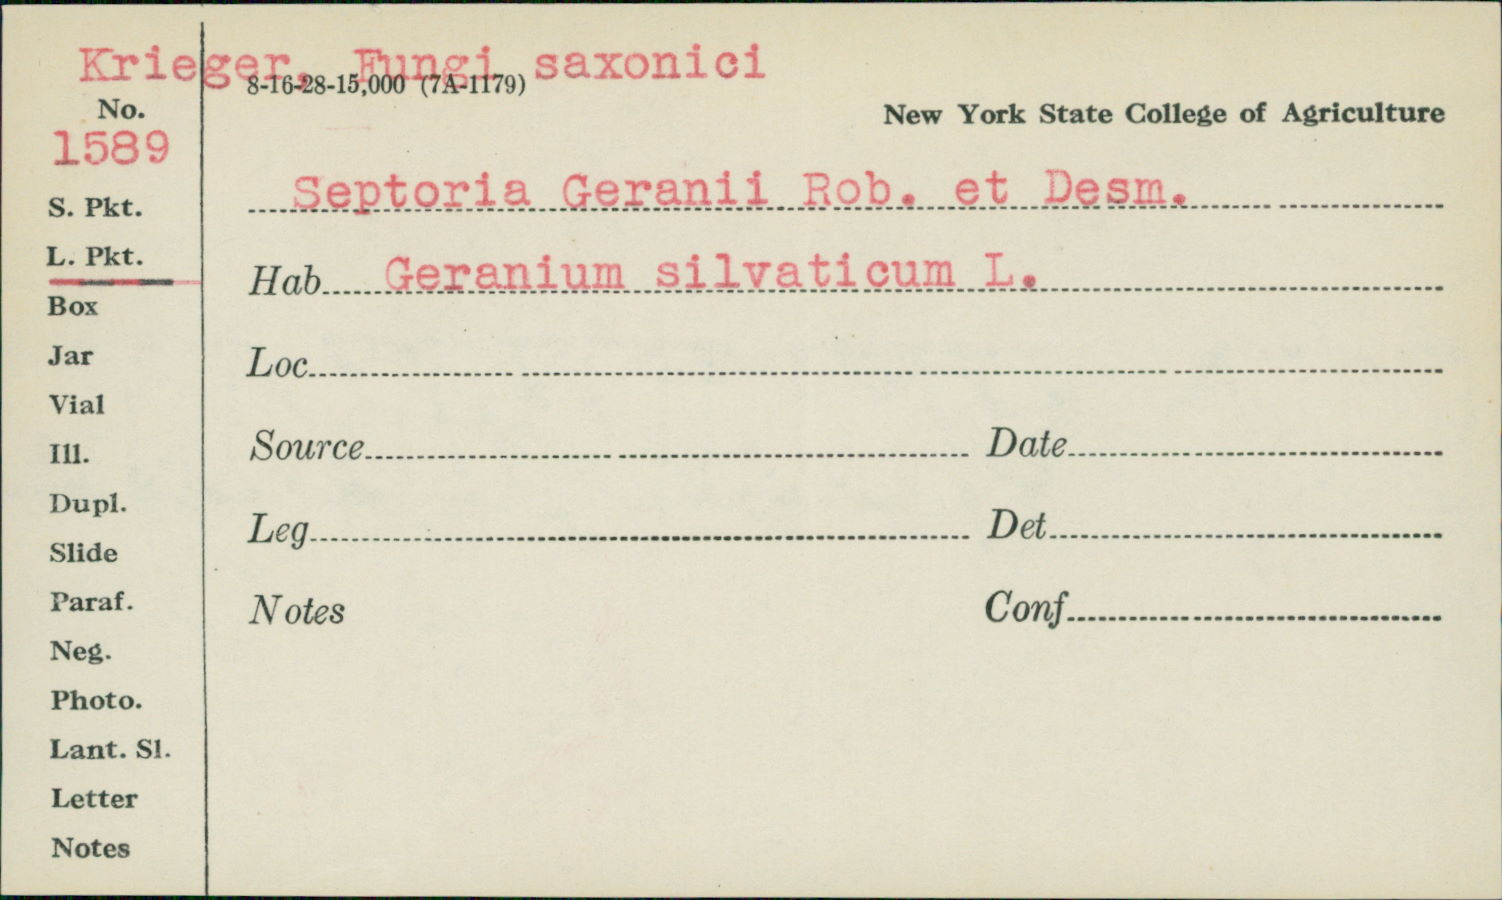 Krieger, Fungi saxonici
8-16-28-15,000 (7A-1179)
No.
New York State College of Agriculture
1589
Septoria Geranii Rob. et Desm.
S. Pkt.
L. Pkt.
Hab. Geranium silvaticum L.
Box
Jar
Loc.
Vial
Ill.
Source Date
Dupl.
Slide
Leg. Det.
Paraf.
Notes Conf.
Neg.
Photo.
Lant. Sl.
Letter
Notes